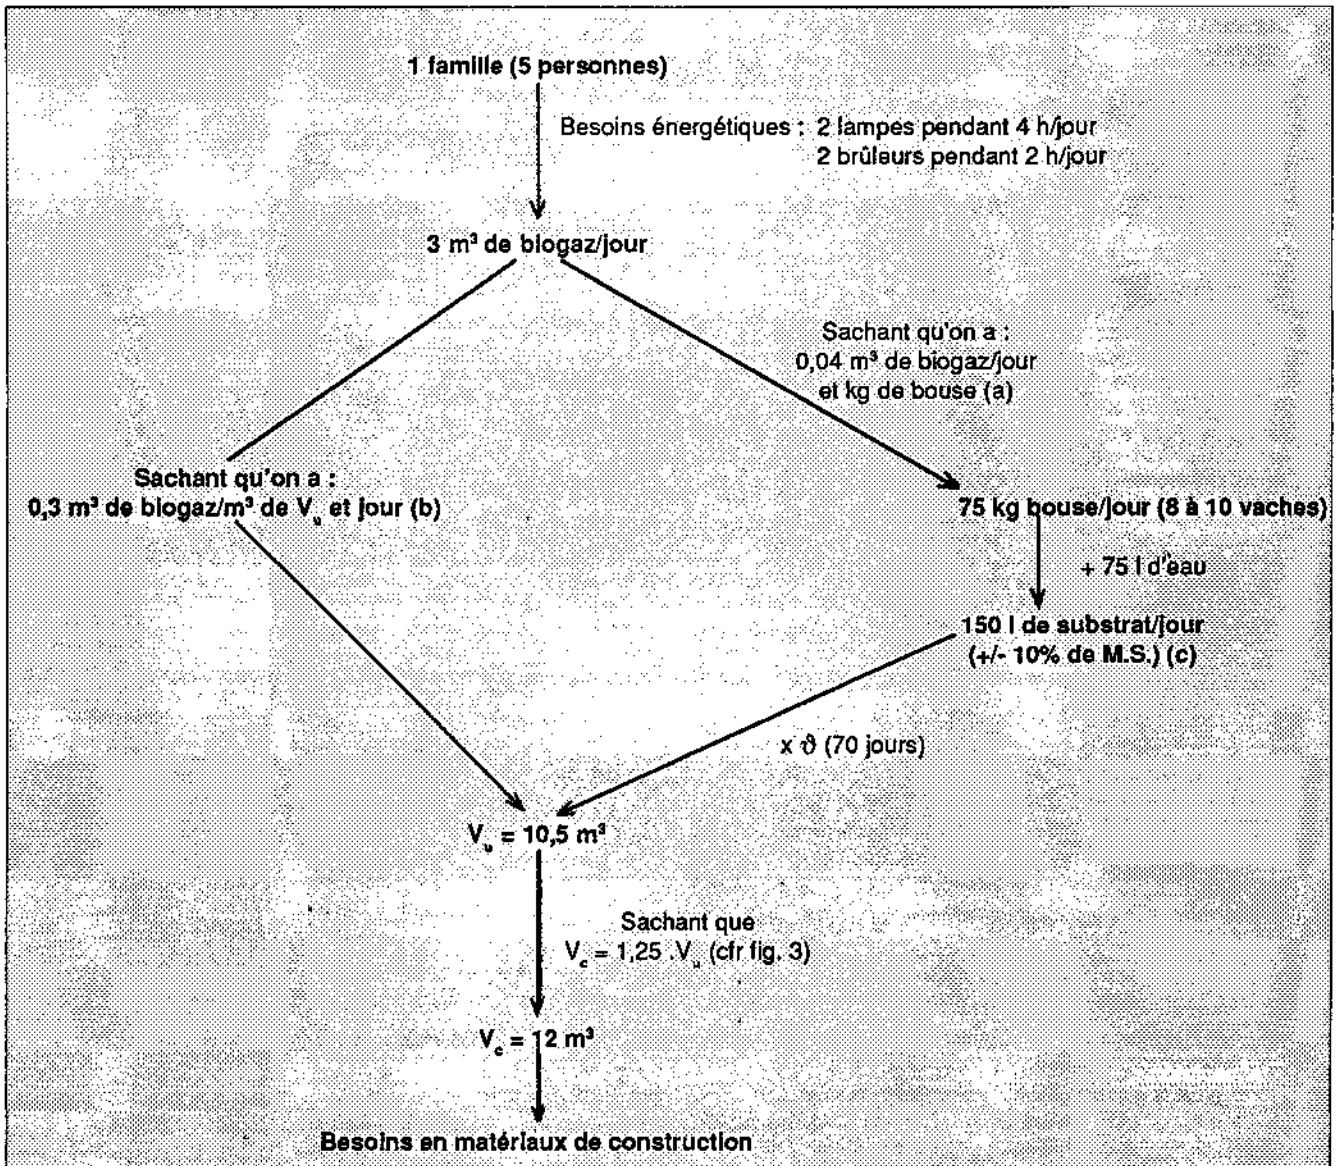 1 famille (5 personnes)
Besoins énergétiques : 2 lampes pendant 4 h/jour
2 brûleurs pendant 2 h/jour
3 m³ de biogaz/jour
Sachant qu'on a :
0,04 m³ de biogaz/jour
et kg de bouse (a)
Sachant qu'on a :
0,3 m³ de biogaz/m³ de Vᵤ et jour (b)
75 kg bouse/jour (8 à 10 vaches)
+ 75 l d'eau
150 l de substrat/jour
(+/- 10% de M.S.) (c)
x ϑ (70 jours)
Vᵤ = 10,5 m³
Sachant que
V꜀ = 1,25 .Vᵤ (cfr fig. 3)
V꜀ = 12 m³
Besoins en matériaux de construction